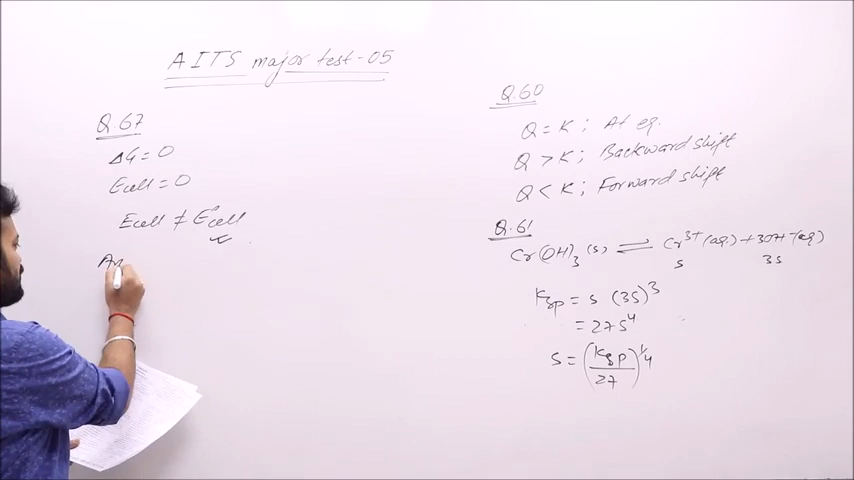 AITS major test-05
Q.67
ΔG = 0
Ecell = 0
Ecell ≠ E°cell
An
Q.60
Q = K ; At eq.
Q > K ; Backward shift
Q < K ; Forward shift
Q.61
Cr(OH)₃(s) ⇌ Cr³⁺(aq.) + 3OH⁻(aq)
s 3s
Ksp = s (3s)³
= 27s⁴
s = (Ksp/27)^1/4